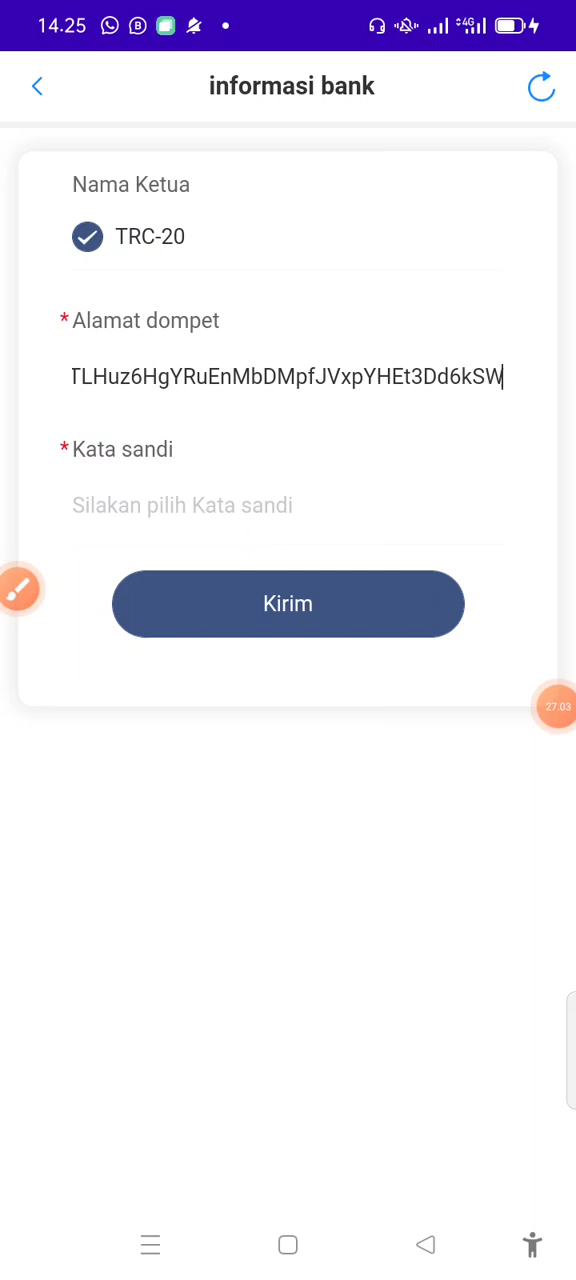 14.25
4G
informasi bank
Nama Ketua
TRC-20
*Alamat dompet
TLHuz6HgYRuEnMbDMpfJVxpYHEt3Dd6kSW
*Kata sandi
Silakan pilih Kata sandi
Kirim
27.03